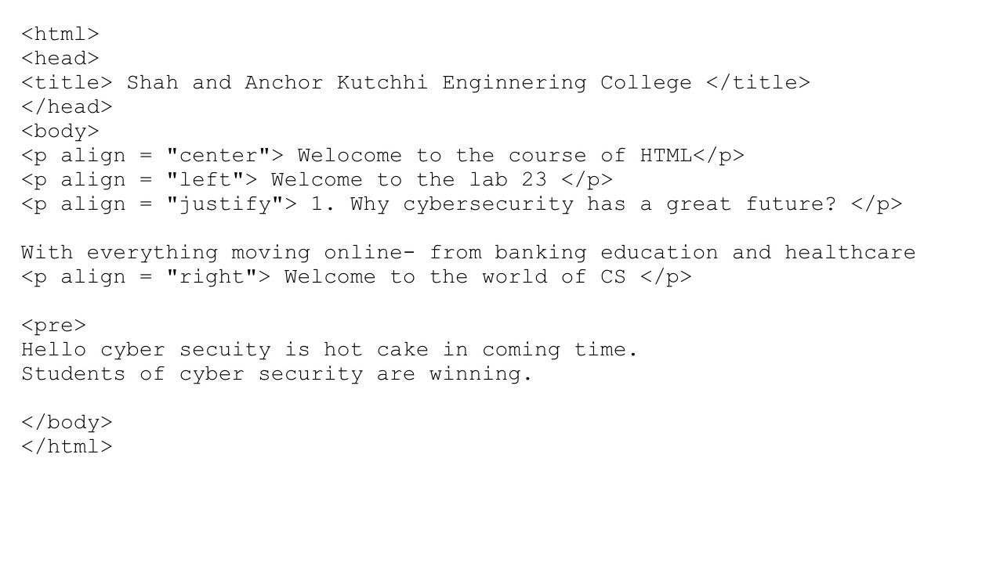 <html>
<head>
<title> Shah and Anchor Kutchhi Enginnering College </title>
</head>
<body>
<p align = "center"> Welocome to the course of HTML</p>
<p align = "left"> Welcome to the lab 23 </p>
<p align = "justify"> 1. Why cybersecurity has a great future? </p>
With everything moving online- from banking education and healthcare
<p align = "right"> Welcome to the world of CS </p>
<pre>
Hello cyber secuity is hot cake in coming time.
Students of cyber security are winning.
</body>
</html>